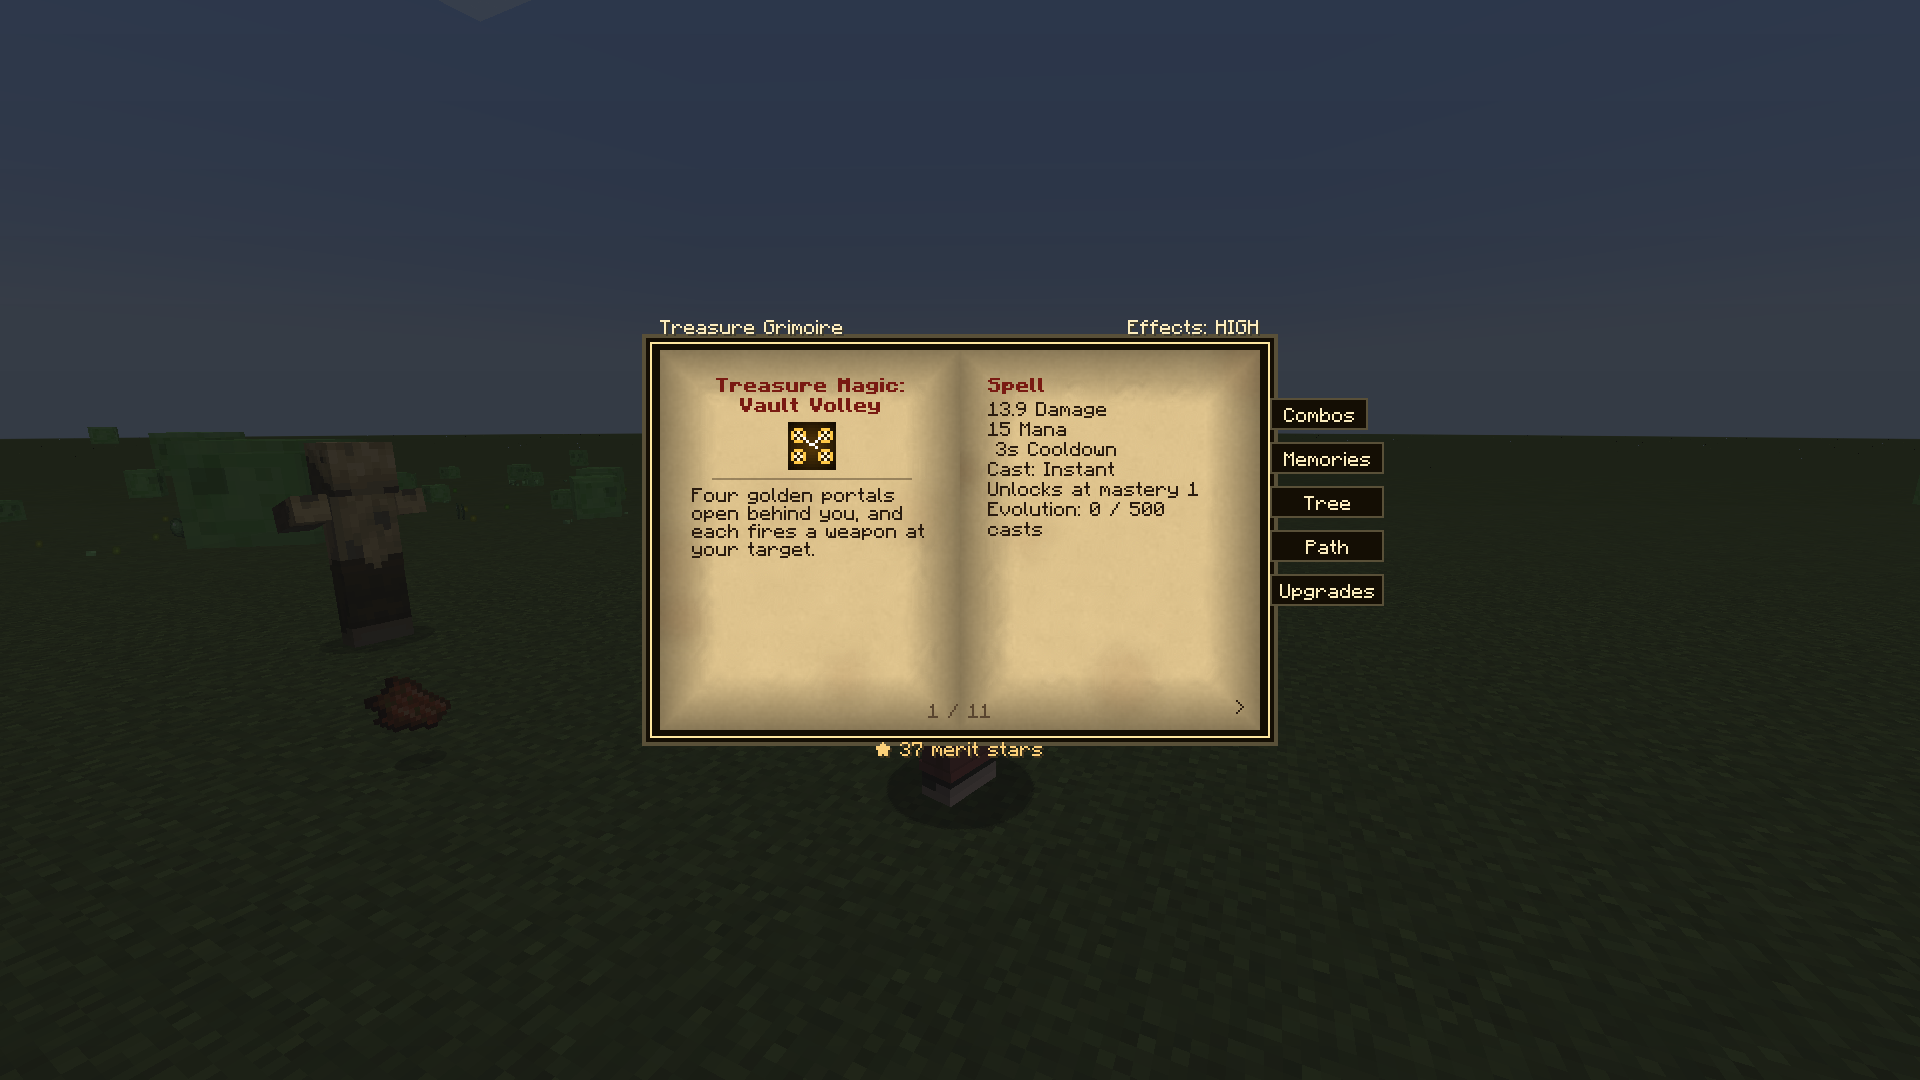 Treasure Grimoire
Effects: HIGH
Treasure Magic:
Vault Volley
Four golden portals
open behind you, and
each fires a weapon at
your target.
Spell
13.9 Damage
15 Mana
3s Cooldown
Cast: Instant
Unlocks at mastery 1
Evolution: 0 / 500
casts
1 / 11
>
Combos
Memories
Tree
Path
Upgrades
★ 37 merit stars